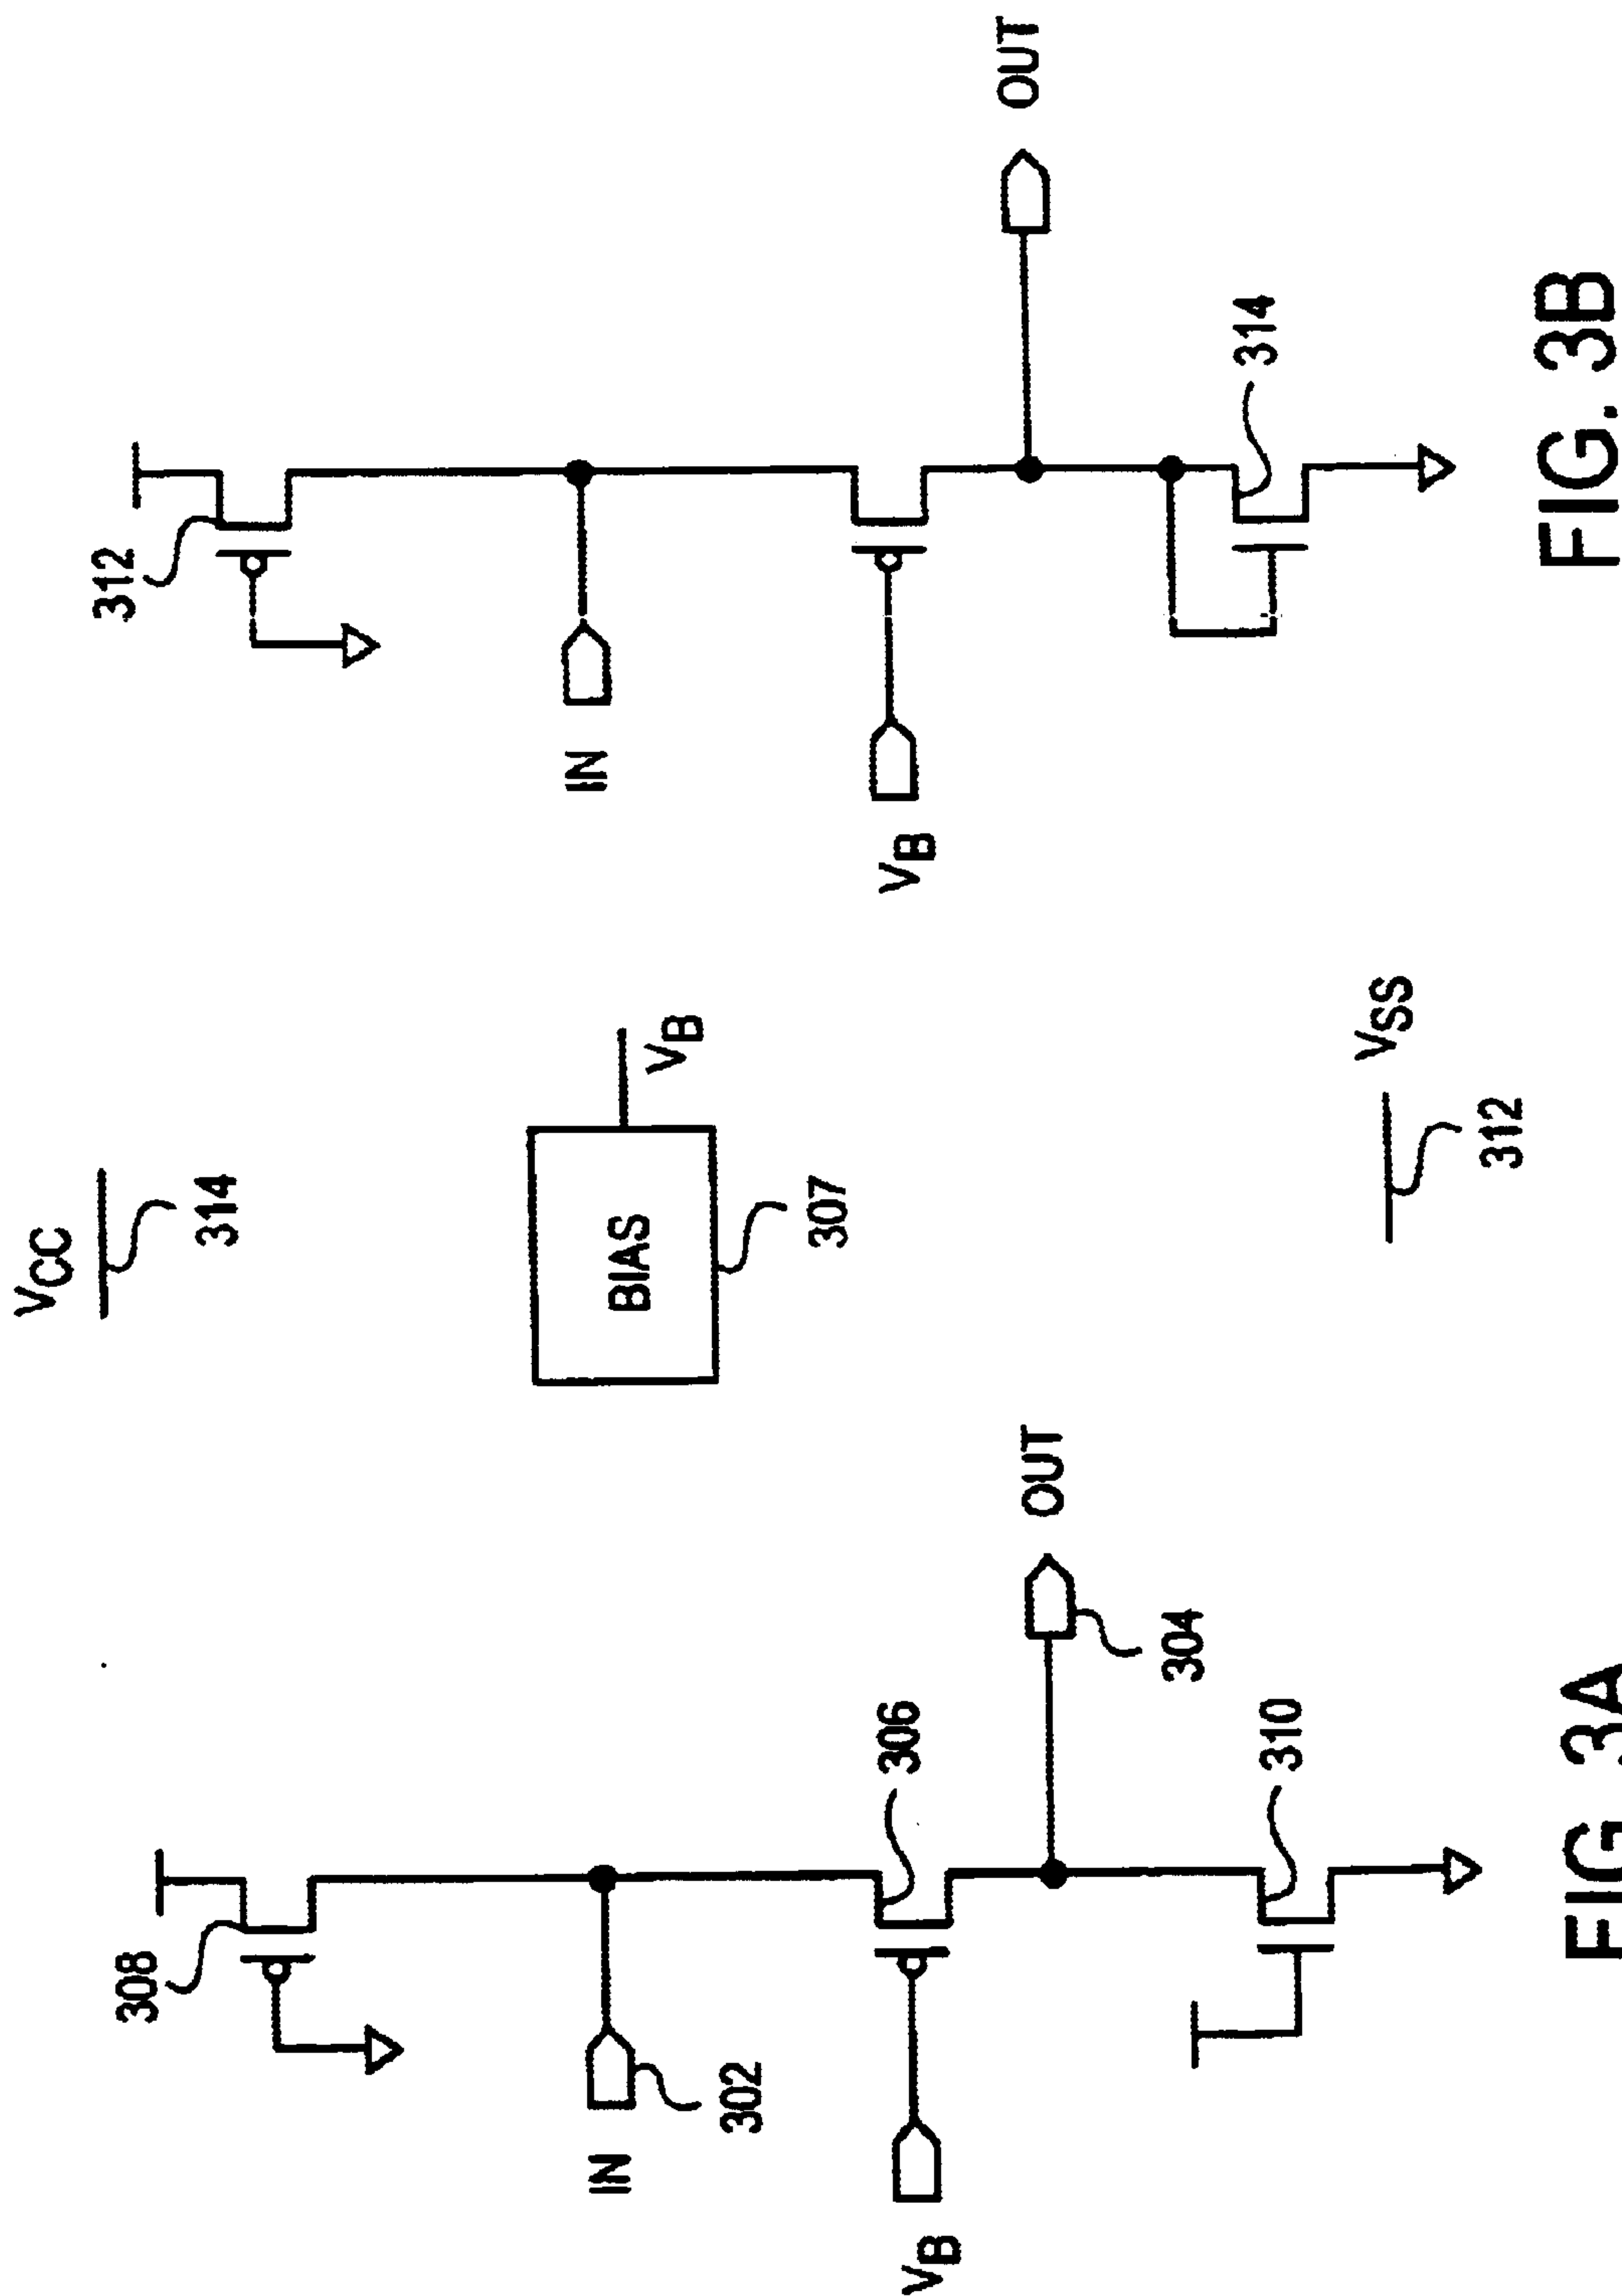 VCC
314
308
312
IN
302
BIAS
VB
307
IN
VB
306
OUT
304
VB
OUT
310
VSS
312
314
FIG. 3A
FIG. 3B